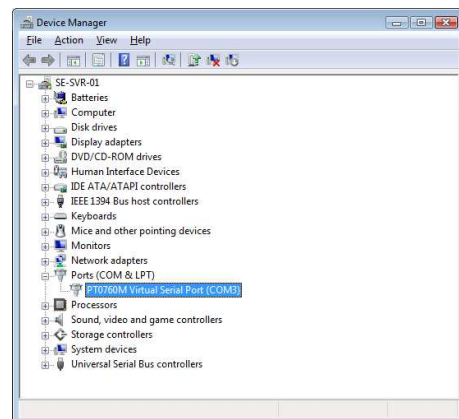 Device Manager
File Action View Help
SE-SVR-01
Batteries
Computer
Disk drives
Display adapters
DVD/CD-ROM drives
Human Interface Devices
IDE ATA/ATAPI controllers
IEEE 1394 Bus host controllers
Keyboards
Mice and other pointing devices
Monitors
Network adapters
Ports (COM & LPT)
PT0760M Virtual Serial Port (COM3)
Processors
Sound, video and game controllers
Storage controllers
System devices
Universal Serial Bus controllers